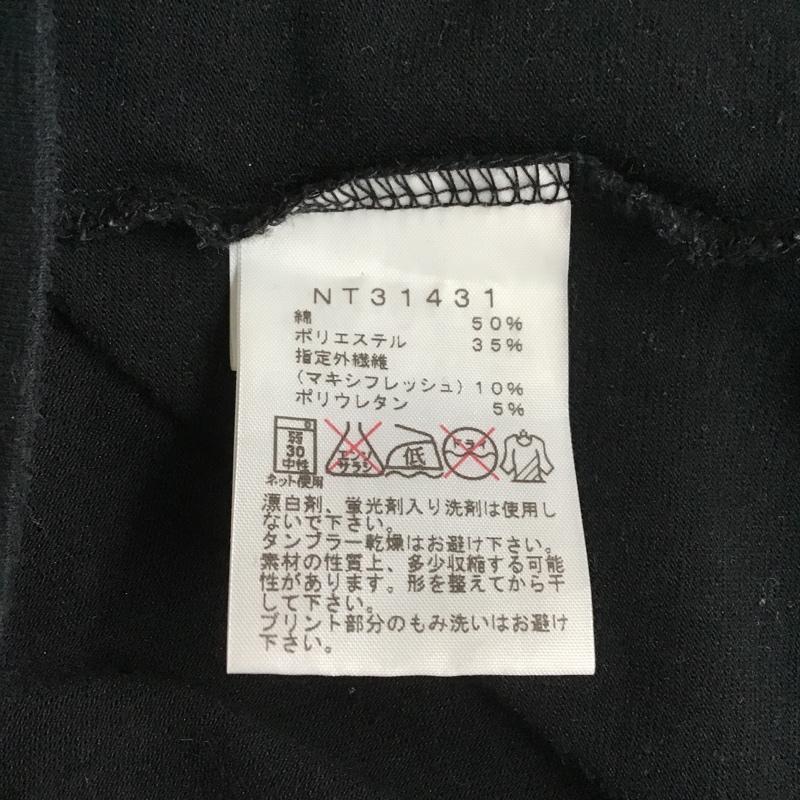 NT31431
綿 50%
ポリエステル 35%
指定外繊維
(マキシフレッシュ) 10%
ポリウレタン 5%
弱
30
中性
ネット使用
エンソ
サラシ
低
ドライ
漂白剤、蛍光剤入り洗剤は使用し
ないで下さい。
タンブラー乾燥はお避け下さい。
素材の性質上、多少収縮する可能
性があります。形を整えてから干
して下さい。
プリント部分のもみ洗いはお避け
下さい。